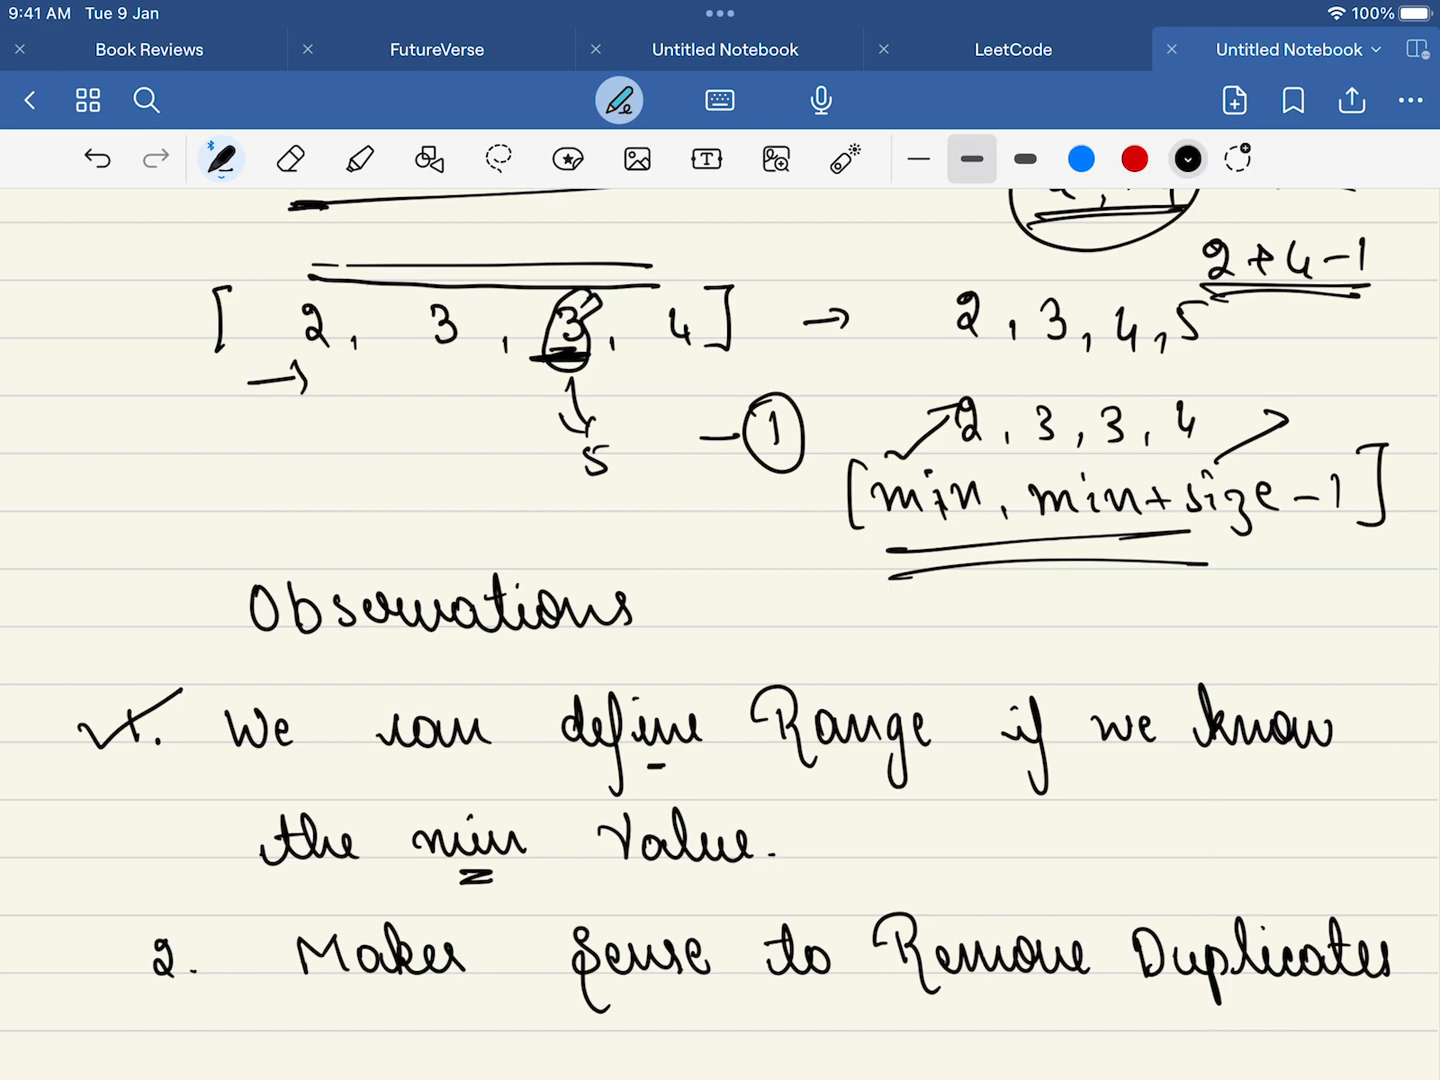 9:41 AM Tue 9 Jan 100%
Book Reviews FutureVerse Untitled Notebook LeetCode Untitled Notebook
2 + 4 - 1
[ 2, 3, 3, 4 ] → 2, 3, 4, 5
5 - 1 2, 3, 3, 4
[min, min + size - 1]
Observations
1. We can define Range if we know
the min value.
2. Makes sense to Remove Duplicates